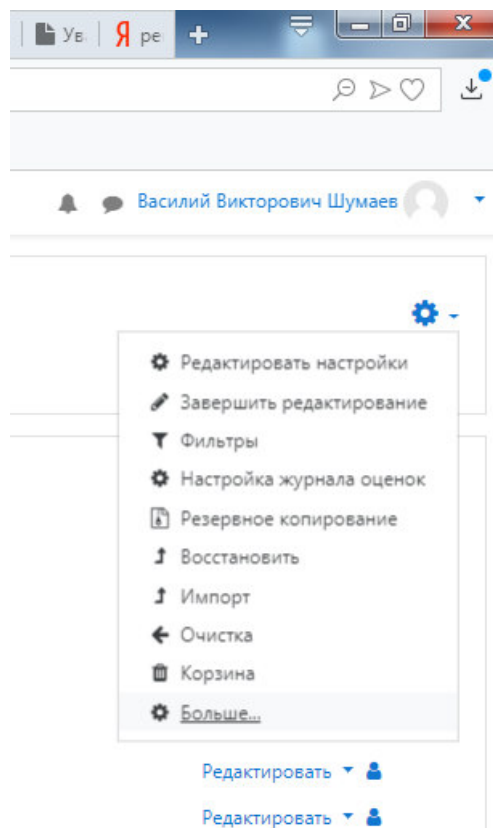 Ув
Я ре
Василий Викторович Шумаев
Редактировать настройки
Завершить редактирование
Фильтры
Настройка журнала оценок
Резервное копирование
Восстановить
Импорт
Очистка
Корзина
Больше...
Редактировать
Редактировать